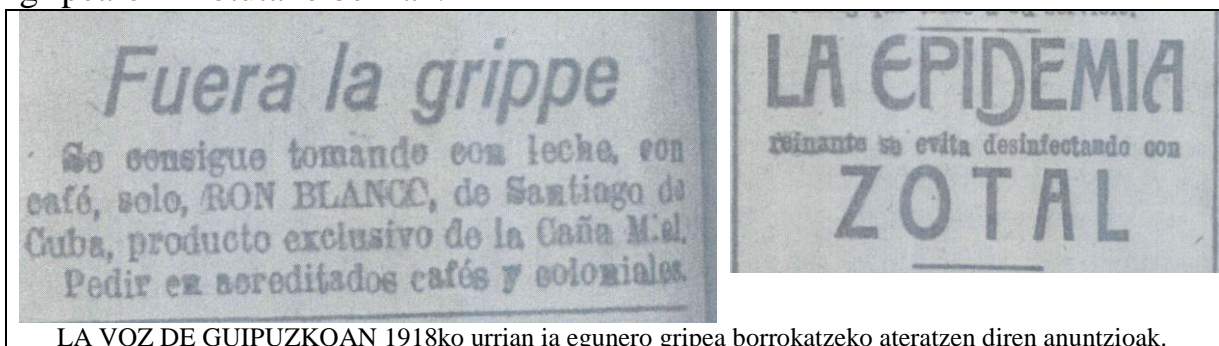 Fuera la grippe
Se consigue tomando con leche, con
café, solo, RON BLANCO, de Santiago de
Cuba, producto exclusivo de la Caña Miel.
Pedir en acreditados cafés y coloniales.
LA EPIDEMIA
reinante se evita desinfectando con
ZOTAL
LA VOZ DE GUIPUZKOAN 1918ko urrian ia egunero gripea borrokatzeko ateratzen diren anuntzioak.